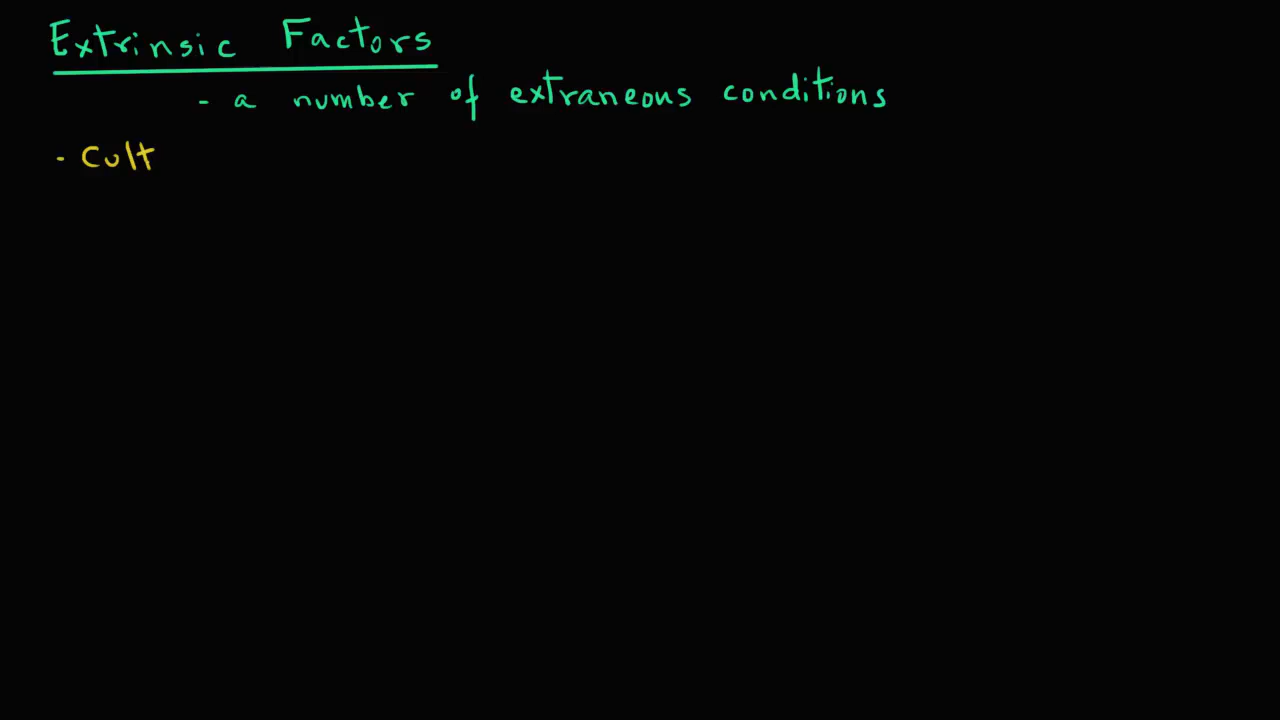 Extrinsic Factors
- a number of extraneous conditions
- Cult